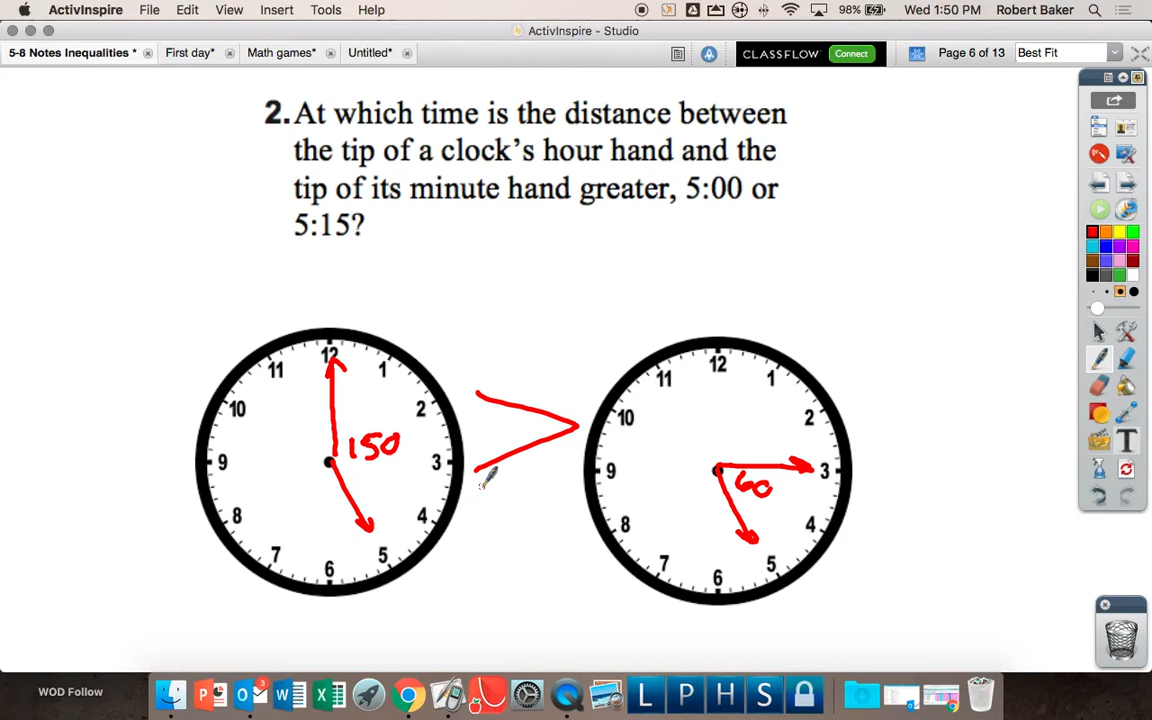 ActivInspire File Edit View Insert Tools Help 98% Wed 1:50 PM Robert Baker
ActivInspire - Studio
5-8 Notes Inequalities * First day* Math games* Untitled* CLASSFLOW Connect Page 6 of 13 Best Fit
2. At which time is the distance between
the tip of a clock's hour hand and the
tip of its minute hand greater, 5:00 or
5:15?
12
11 1
10 2
9 3
8 4
7 5
6
150
>
12
11 1
10 2
9 3
8 4
7 5
6
60
T
WOD Follow
P O 3 W X L P H S